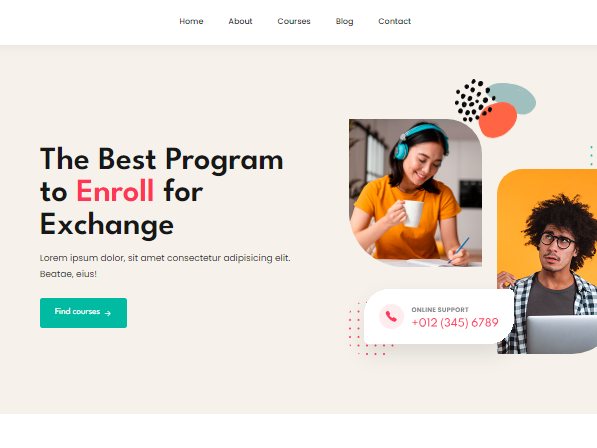 Home About Courses Blog Contact
The Best Program
to Enroll for
Exchange
Lorem ipsum dolor, sit amet consectetur adipisicing elit.
Beatae, eius!
Find courses →
ONLINE SUPPORT
+012 (345) 6789